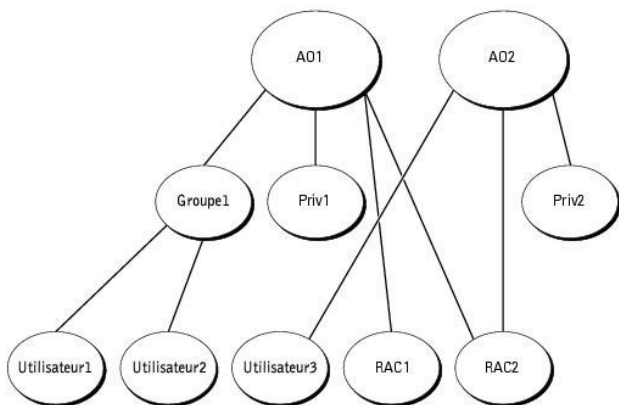 AO1
AO2
Groupe1
Priv1
Priv2
Utilisateur1
Utilisateur2
Utilisateur3
RAC1
RAC2